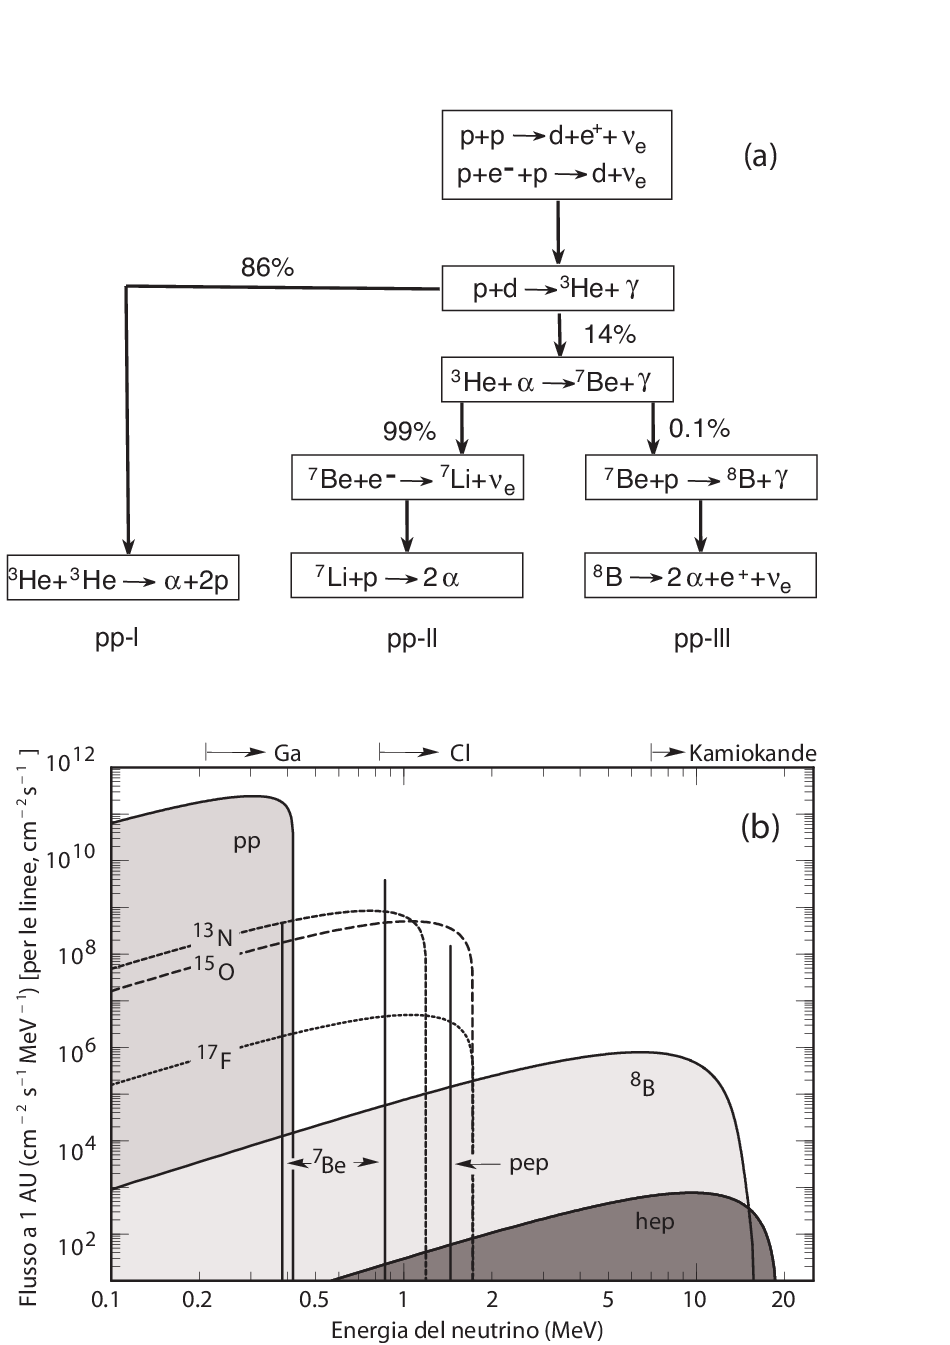 p+p → d+e⁺+ νₑ
(a)
p+e⁻+p → d+νₑ
86%
p+d → ³He+ γ
14%
³He+ α → ⁷Be+ γ
99%
0.1%
⁷Be+e⁻ → ⁷Li+νₑ
⁷Be+p → ⁸B+γ
³He+³He → α+2p
⁷Li+p → 2 α
⁸B → 2 α+e⁺+νₑ
pp-I
pp-II
pp-III
Ga
Cl
Kamiokande
Flusso a 1 AU (cm⁻² s⁻¹ MeV⁻¹) [per le linee, cm⁻² s⁻¹ ]
10¹²
(b)
pp
10¹⁰
¹³N
10⁸
¹⁵O
10⁶
¹⁷F
⁸B
10⁴
⁷Be
pep
hep
10²
0.1 0.2 0.5 1 2 5 10 20
Energia del neutrino (MeV)